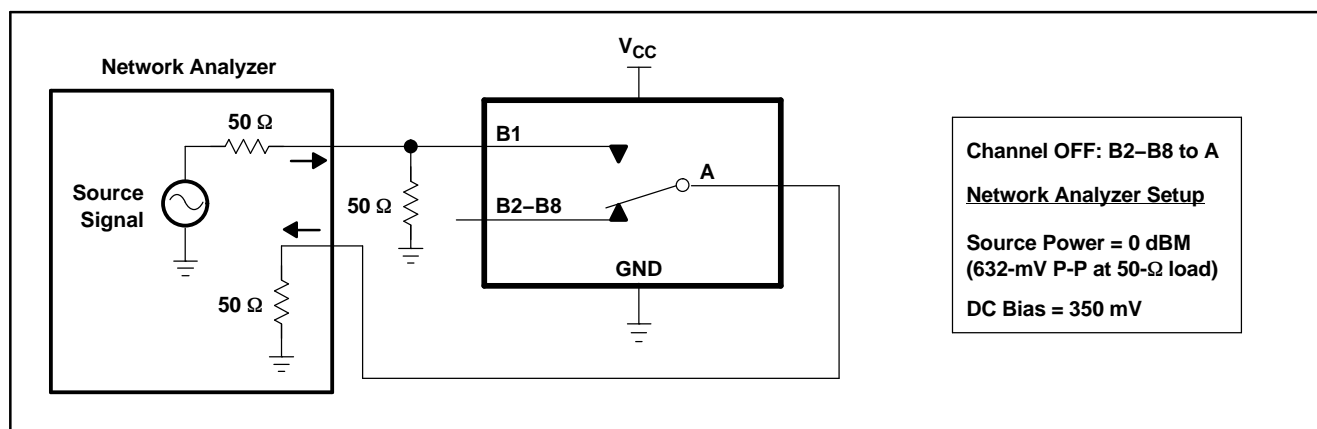 V_CC
Network Analyzer
50 Ω
B1
A
Source
Signal
50 Ω
B2–B8
GND
50 Ω
Channel OFF: B2–B8 to A
Network Analyzer Setup
Source Power = 0 dBM
(632-mV P-P at 50-Ω load)
DC Bias = 350 mV